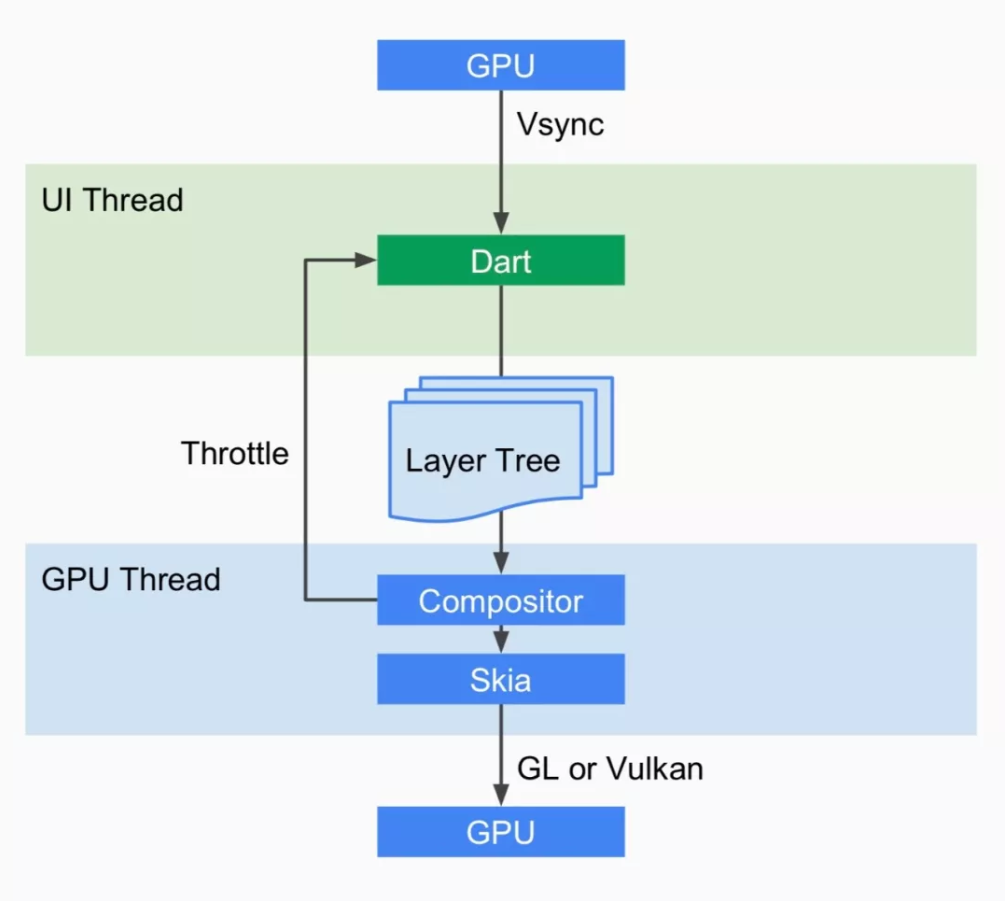 GPU
Vsync
UI Thread
Dart
Layer Tree
Throttle
GPU Thread
Compositor
Skia
GL or Vulkan
GPU